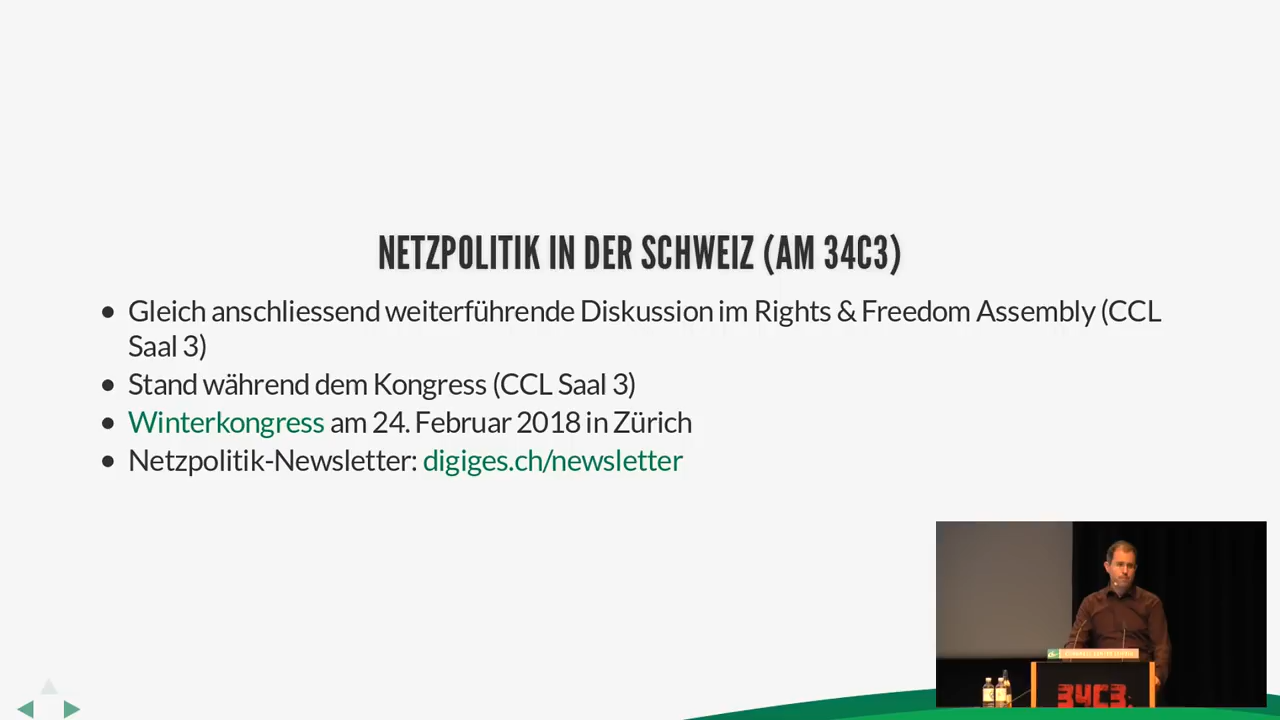 NETZPOLITIK IN DER SCHWEIZ (AM 34C3)
• Gleich anschliessend weiterführende Diskussion im Rights & Freedom Assembly (CCL
Saal 3)
• Stand während dem Kongress (CCL Saal 3)
• Winterkongress am 24. Februar 2018 in Zürich
• Netzpolitik-Newsletter: digiges.ch/newsletter
34C3